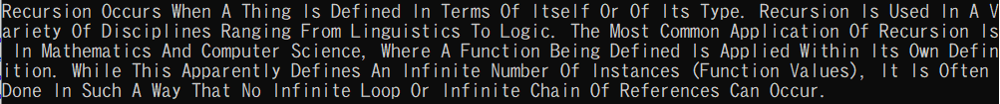 Recursion Occurs When A Thing Is Defined In Terms Of Itself Or Of Its Type. Recursion Is Used In A V
ariety Of Disciplines Ranging From Linguistics To Logic. The Most Common Application Of Recursion Is
 In Mathematics And Computer Science, Where A Function Being Defined Is Applied Within Its Own Defin
ition. While This Apparently Defines An Infinite Number Of Instances (Function Values), It Is Often
Done In Such A Way That No Infinite Loop Or Infinite Chain Of References Can Occur.